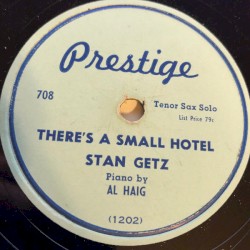 Prestige
708
Tenor Sax Solo
List Price 79c
THERE'S A SMALL HOTEL
STAN GETZ
Piano by
AL HAIG
(1202)